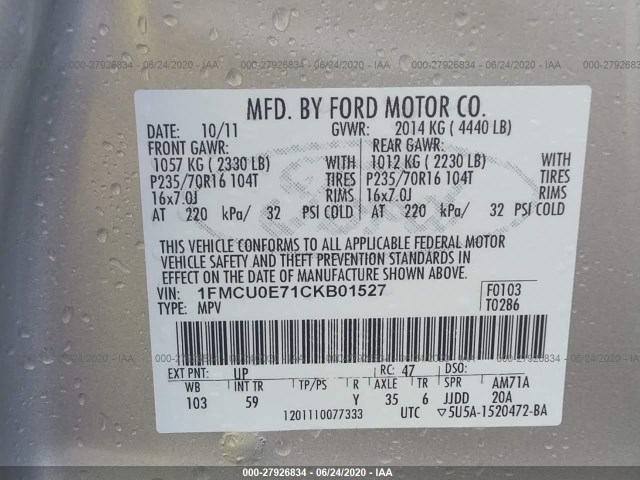 000-27926834 - 06/24/2020 - IAA
MFD. BY FORD MOTOR CO.
DATE: 10/11 GVWR: 2014 KG ( 4440 LB)
FRONT GAWR: REAR GAWR:
1057 KG ( 2330 LB) WITH 1012 KG ( 2230 LB) WITH
P235/70R16 104T TIRES P235/70R16 104T TIRES
16x7.0J RIMS 16x7.0J RIMS
AT 220 kPa/ 32 PSI COLD AT 220 kPa/ 32 PSI COLD
THIS VEHICLE CONFORMS TO ALL APPLICABLE FEDERAL MOTOR
VEHICLE SAFETY AND THEFT PREVENTION STANDARDS IN
EFFECT ON THE DATE OF MANUFACTURE SHOWN ABOVE.
VIN: 1FMCU0E71CKB01527 F0103
TYPE: MPV T0286
EXT PNT: UP RC: 47 DSO:
WB INT TR TP/PS R AXLE TR SPR AM71A
103 59 Y 35 6 JJDD 20A
1201110077333 UTC ▽5U5A-1520472-BA
000-27926834 - 06/24/2020 - IAA